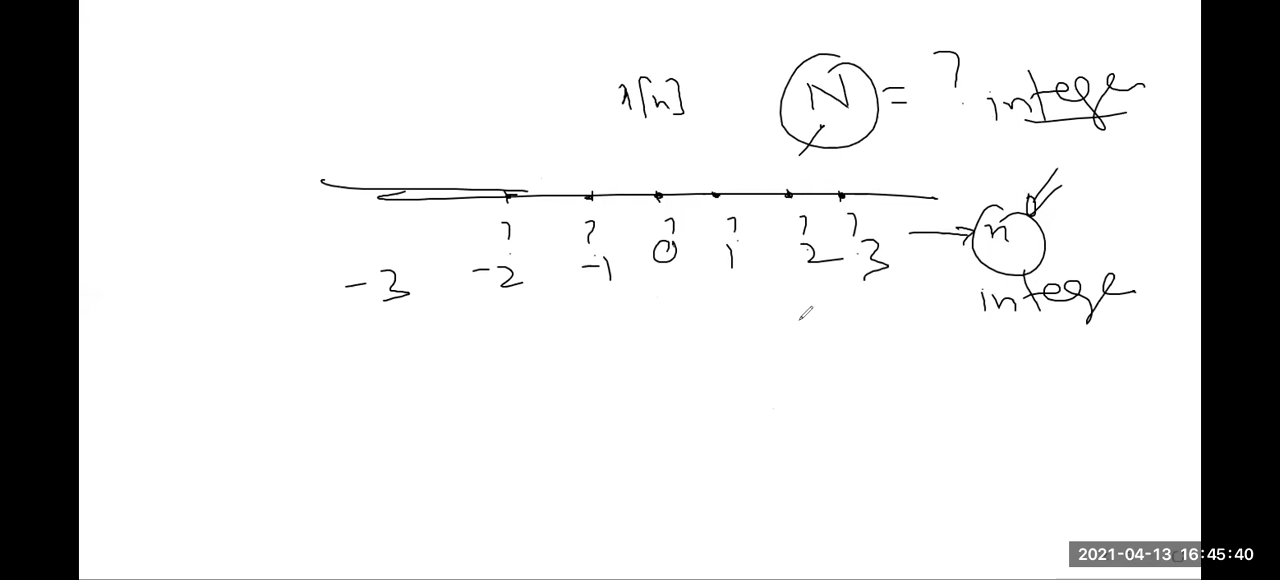 x[n] N = ? integer
? ? ? ? ? ?
-3 -2 -1 0 1 2 3 n
integer
2021-04-13 16:45:40